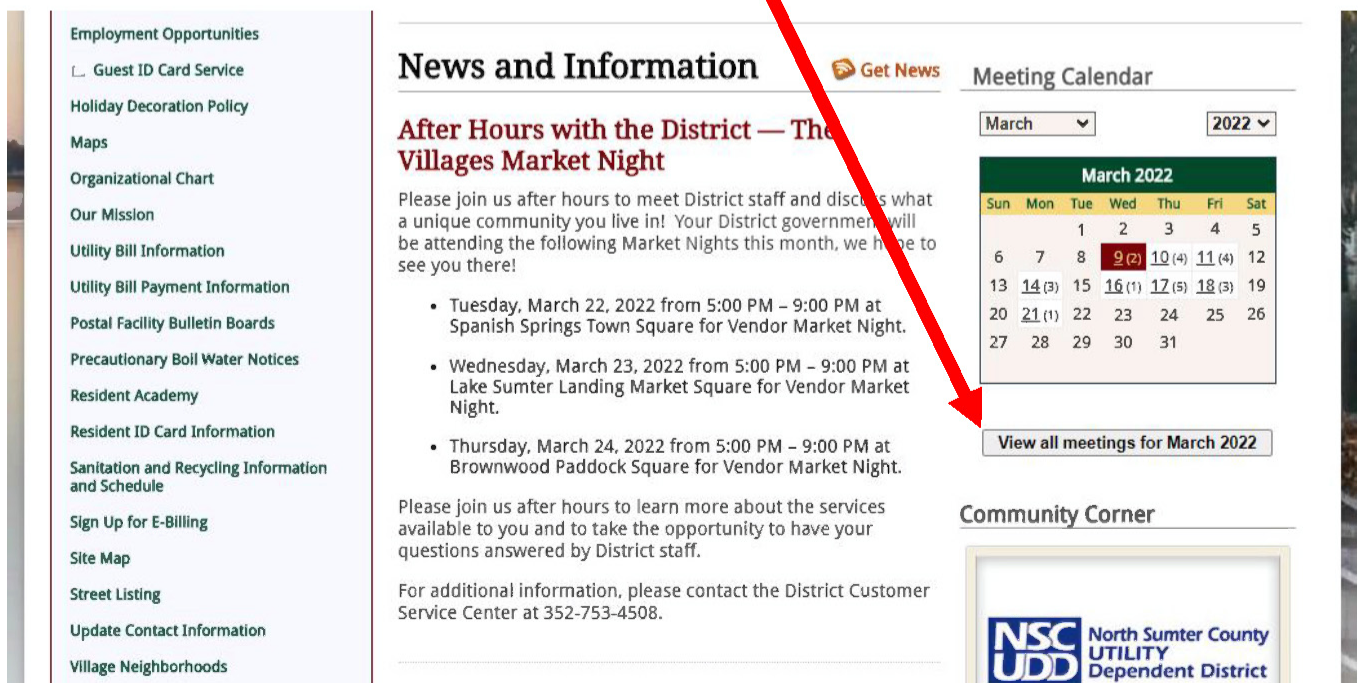 Employment Opportunities
Guest ID Card Service
Holiday Decoration Policy
Maps
Organizational Chart
Our Mission
Utility Bill Information
Utility Bill Payment Information
Postal Facility Bulletin Boards
Precautionary Boil Water Notices
Resident Academy
Resident ID Card Information
Sanitation and Recycling Information
and Schedule
Sign Up for E-Billing
Site Map
Street Listing
Update Contact Information
Village Neighborhoods
News and Information
Get News
After Hours with the District — The
Villages Market Night
Please join us after hours to meet District staff and discuss what
a unique community you live in! Your District government will
be attending the following Market Nights this month, we hope to
see you there!
• Tuesday, March 22, 2022 from 5:00 PM – 9:00 PM at
Spanish Springs Town Square for Vendor Market Night.
• Wednesday, March 23, 2022 from 5:00 PM – 9:00 PM at
Lake Sumter Landing Market Square for Vendor Market
Night.
• Thursday, March 24, 2022 from 5:00 PM – 9:00 PM at
Brownwood Paddock Square for Vendor Market Night.
Please join us after hours to learn more about the services
available to you and to take the opportunity to have your
questions answered by District staff.
For additional information, please contact the District Customer
Service Center at 352-753-4508.
Meeting Calendar
March 2022
March 2022
Sun Mon Tue Wed Thu Fri Sat
1 2 3 4 5
6 7 8 9 (2) 10 (4) 11 (4) 12
13 14 (3) 15 16 (1) 17 (5) 18 (3) 19
20 21 (1) 22 23 24 25 26
27 28 29 30 31
View all meetings for March 2022
Community Corner
NSC
UDD
North Sumter County
UTILITY
Dependent District